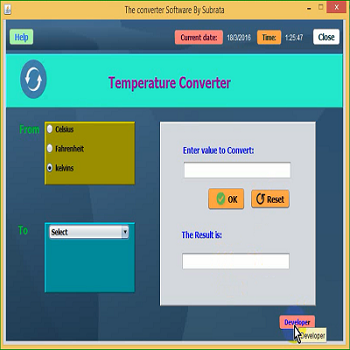 The converter Software By Subrata
Help
Current date: 18/3/2016 Time: 1:25:47 Close
Temperature Converter
From
Celsius
Fahrenheit
kelvins
Enter value to Convert:
OK Reset
To
Select
The Result is:
Developer
Developer